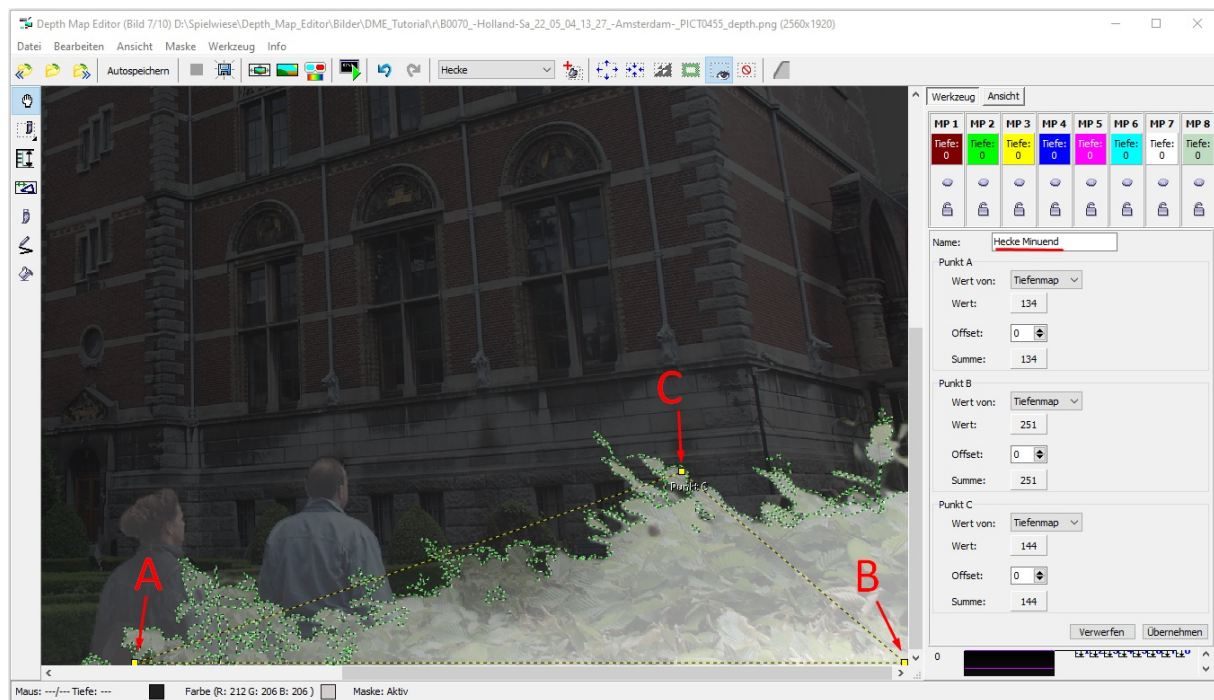 Depth Map Editor (Bild 7/10) D:\Spielwiese\Depth_Map_Editor\Bilder\DME_Tutorial\r\B0070_-Holland-Sa_22_05_04_13_27_-Amsterdam-_PICT0455_depth.png (2560x1920)
Datei Bearbeiten Ansicht Maske Werkzeug Info
Autospeichern Hecke
Werkzeug Ansicht
MP 1 MP 2 MP 3 MP 4 MP 5 MP 6 MP 7 MP 8
Tiefe: Tiefe: Tiefe: Tiefe: Tiefe: Tiefe: Tiefe: Tiefe:
0 0 0 0 0 0 0 0
Name: Hecke Minuend
Punkt A
Wert von: Tiefenmap
Wert: 134
Offset: 0
Summe: 134
Punkt B
Wert von: Tiefenmap
Wert: 251
Offset: 0
Summe: 251
Punkt C
Wert von: Tiefenmap
Wert: 144
Offset: 0
Summe: 144
Verwerfen Übernehmen
0
C
Punkt C
A
B
Maus: ---/--- Tiefe: --- Farbe (R: 212 G: 206 B: 206 ) Maske: Aktiv